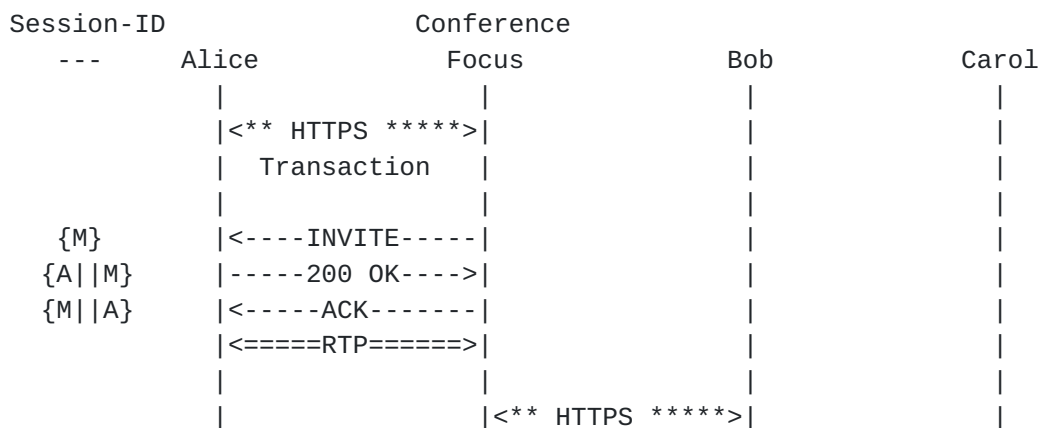 Session-ID                Conference
   ---     Alice            Focus             Bob            Carol
             |                |                |               |
             |<** HTTPS *****>|                |               |
             |  Transaction   |                |               |
             |                |                |               |
   {M}       |<----INVITE-----|                |               |
  {A||M}     |-----200 OK---->|                |               |
  {M||A}     |<-----ACK-------|                |               |
             |<=====RTP======>|                |               |
             |                |                |               |
             |                |<** HTTPS *****>|               |